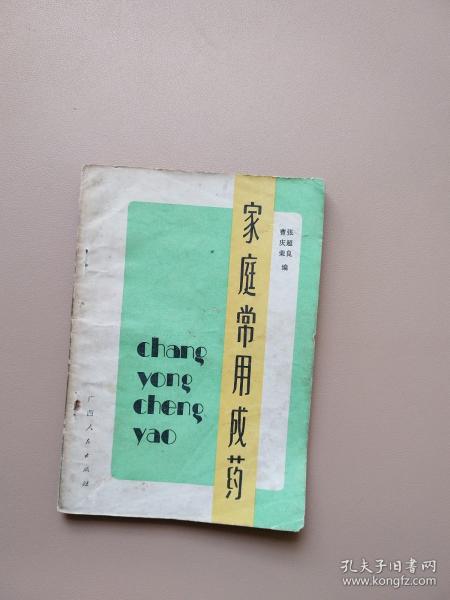 家庭常用成药
张超良
曹庆荣
编
chang
yong
cheng
yao
广西人民出版社
孔夫子旧书网
www.kongfz.com